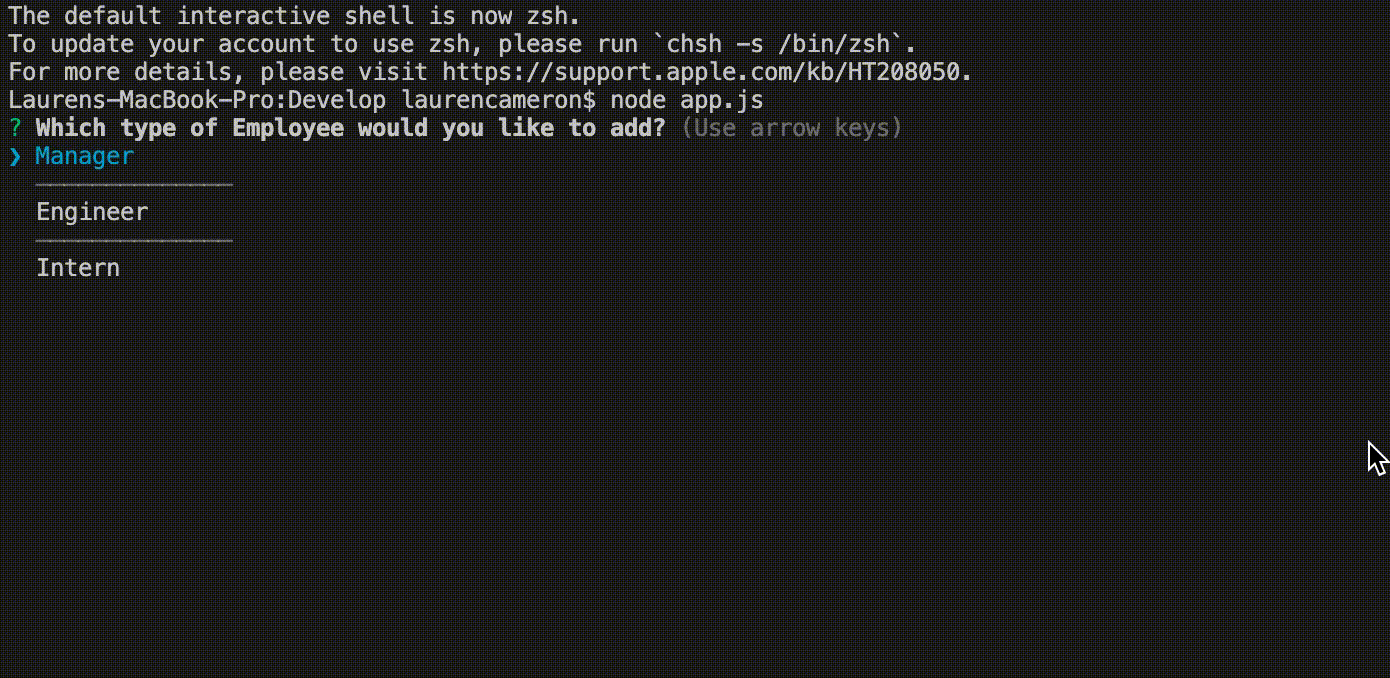 The default interactive shell is now zsh.
To update your account to use zsh, please run `chsh -s /bin/zsh`.
For more details, please visit https://support.apple.com/kb/HT208050.
Laurens-MacBook-Pro:Develop laurencameron$ node app.js
? Which type of Employee would you like to add? (Use arrow keys)
❯ Manager
──────────────
Engineer
──────────────
Intern